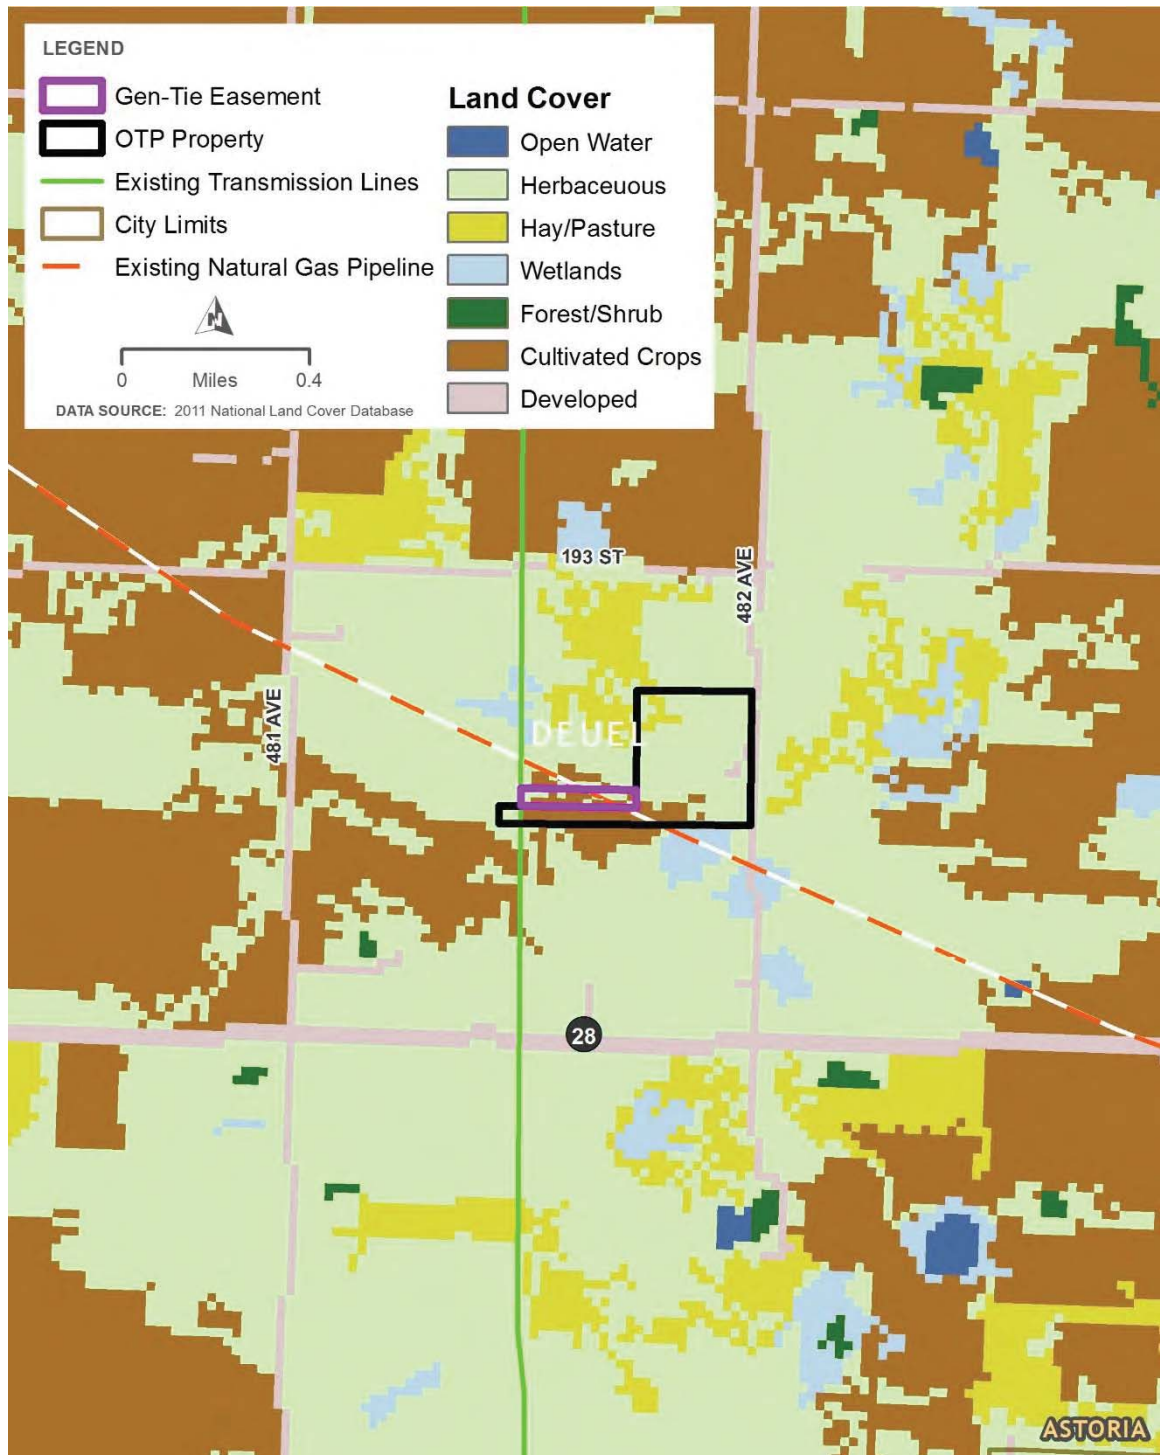 LEGEND
Gen-Tie Easement
OTP Property
Existing Transmission Lines
City Limits
Existing Natural Gas Pipeline
N
0 Miles 0.4
DATA SOURCE: 2011 National Land Cover Database
Land Cover
Open Water
Herbaceuous
Hay/Pasture
Wetlands
Forest/Shrub
Cultivated Crops
Developed
193 ST
482 AVE
481 AVE
DEUEL
28
ASTORIA